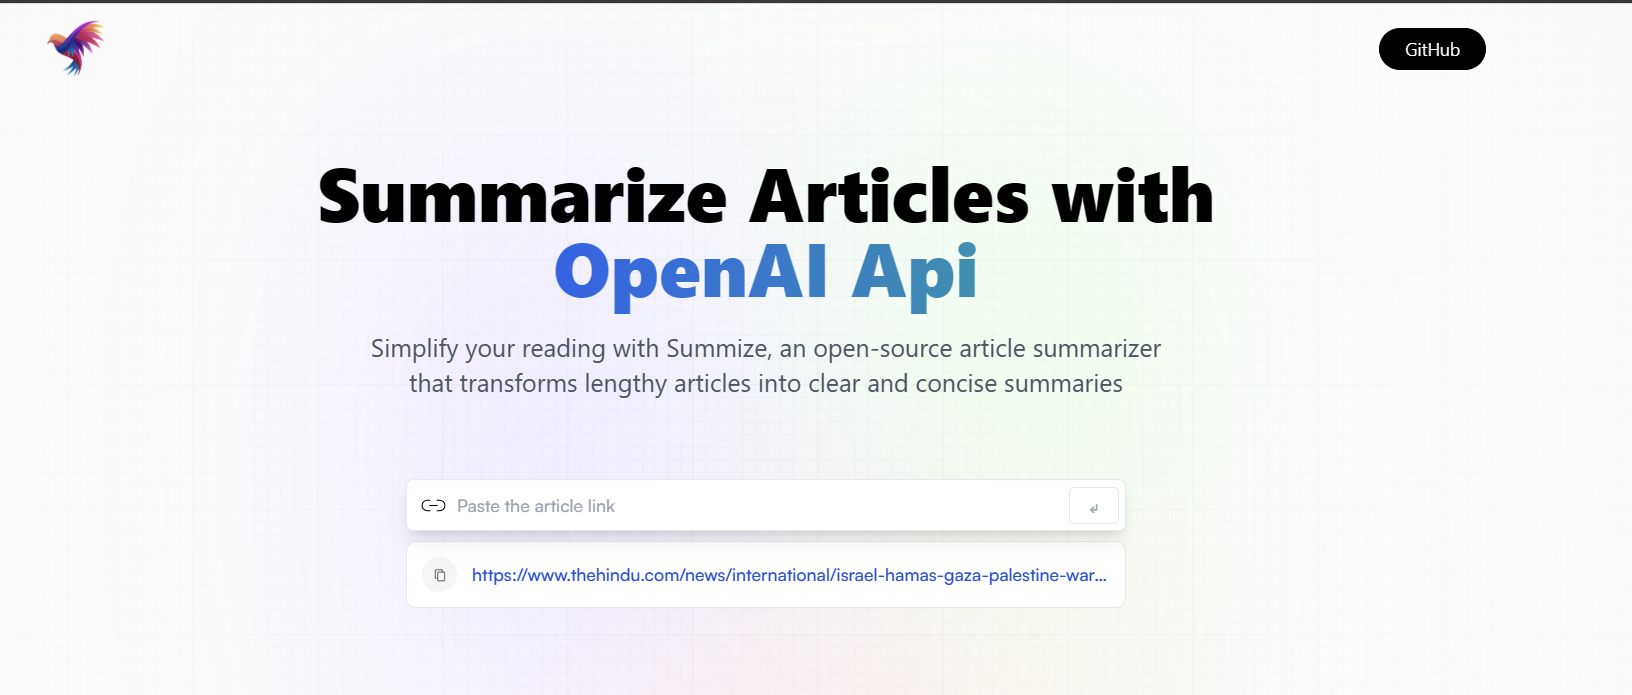 GitHub
Summarize Articles with
OpenAI Api
Simplify your reading with Summize, an open-source article summarizer
that transforms lengthy articles into clear and concise summaries
Paste the article link
↲
https://www.thehindu.com/news/international/israel-hamas-gaza-palestine-war...